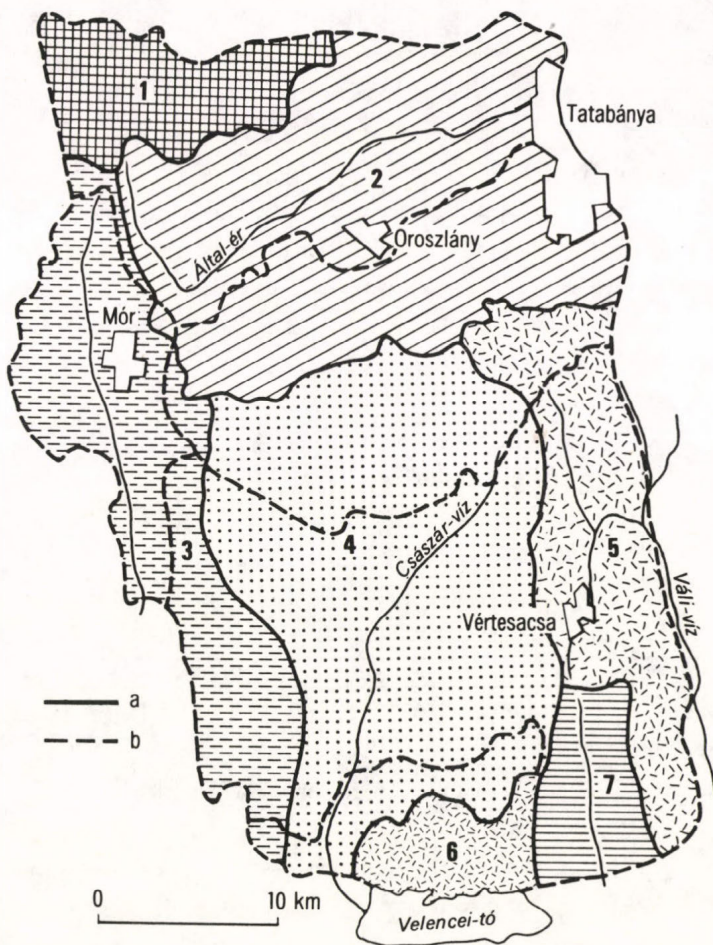 1
Tatabánya
2
Által-ér
Oroszlány
Mór
3
4
Császár-víz
5
Váli-víz
Vértesacsa
a
b
7
6
0 10 km
Velencei-tó